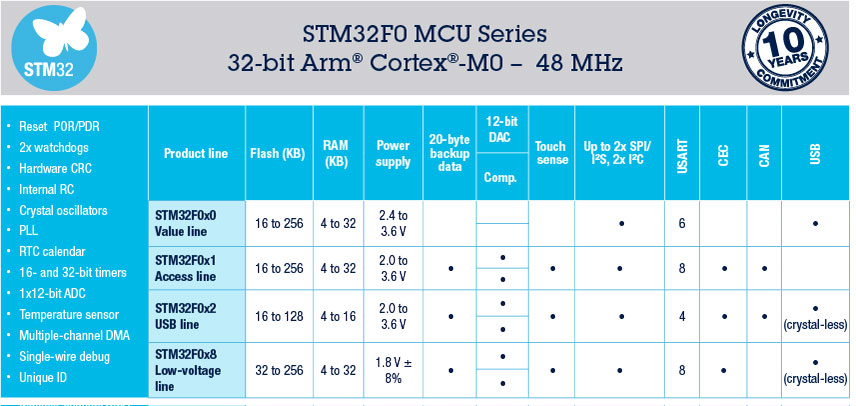 STM32
STM32F0 MCU Series
32-bit Arm® Cortex®-M0 – 48 MHz
LONGEVITY
10
YEARS
COMMITMENT
• Reset POR/PDR
• 2x watchdogs
• Hardware CRC
• Internal RC
• Crystal oscillators
• PLL
• RTC calendar
• 16- and 32-bit timers
• 1x12-bit ADC
• Temperature sensor
• Multiple-channel DMA
• Single-wire debug
• Unique ID
Product line
Flash (KB)
RAM
(KB)
Power
supply
20-byte
backup
data
12-bit
DAC
Comp.
Touch
sense
Up to 2x SPI/
I²S, 2x I²C
USART
CEC
CAN
USB
STM32F0x0
Value line
16 to 256
4 to 32
2.4 to
3.6 V
•
6
•
STM32F0x1
Access line
16 to 256
4 to 32
2.0 to
3.6 V
•
•
•
•
•
8
•
•
STM32F0x2
USB line
16 to 128
4 to 16
2.0 to
3.6 V
•
•
•
•
•
4
•
•
•
(crystal-less)
STM32F0x8
Low-voltage
line
32 to 256
4 to 32
1.8 V ±
8%
•
•
•
•
•
8
•
•
(crystal-less)